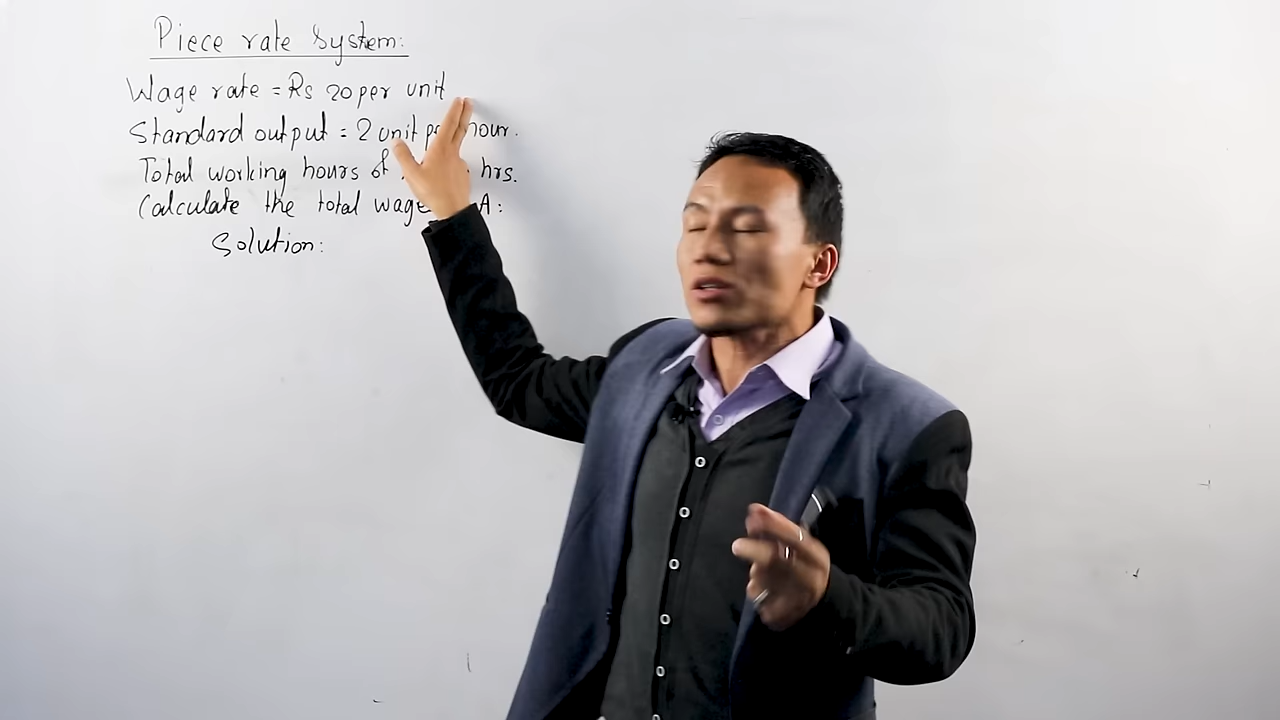 Piece rate System:
Wage rate = Rs 20 per unit
Standard output = 2 unit per hour.
Total working hours of hrs.
Calculate the total wage A:
Solution: